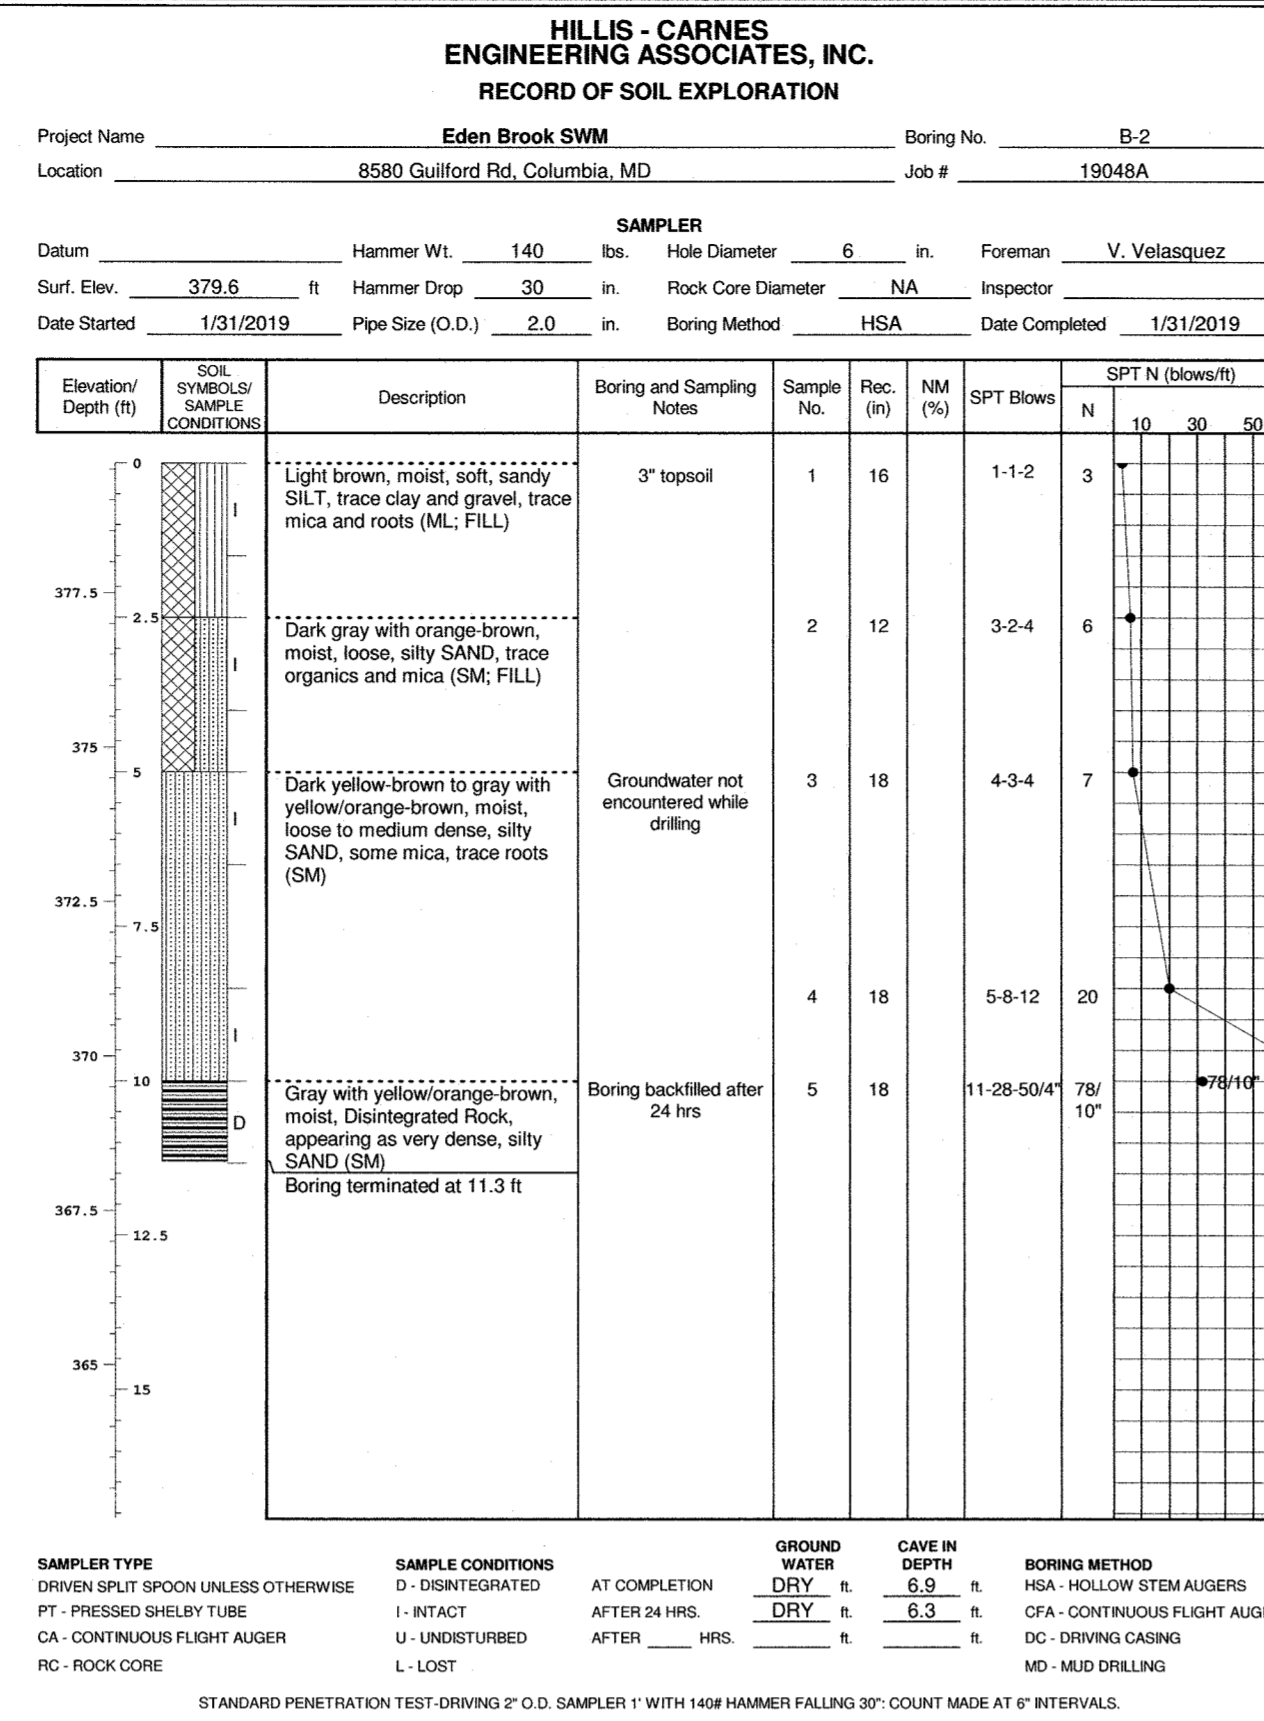 HILLIS - CARNES
ENGINEERING ASSOCIATES, INC.
RECORD OF SOIL EXPLORATION
Project Name Eden Brook SWM Boring No. B-2
Location 8580 Guilford Rd, Columbia, MD Job # 19048A
SAMPLER
Datum Hammer Wt. 140 lbs. Hole Diameter 6 in. Foreman V. Velasquez
Surf. Elev. 379.6 ft Hammer Drop 30 in. Rock Core Diameter NA Inspector
Date Started 1/31/2019 Pipe Size (O.D.) 2.0 in. Boring Method HSA Date Completed 1/31/2019
Elevation/
Depth (ft)
SOIL
SYMBOLS/
SAMPLE
CONDITIONS
Description
Boring and Sampling
Notes
Sample
No.
Rec.
(in)
NM
(%)
SPT Blows
SPT N (blows/ft)
N
10 30 50
0
I
Light brown, moist, soft, sandy
SILT, trace clay and gravel, trace
mica and roots (ML; FILL)
3" topsoil
1 16 1-1-2 3
377.5
2.5
I
Dark gray with orange-brown,
moist, loose, silty SAND, trace
organics and mica (SM; FILL)
2 12 3-2-4 6
375
5
I
Dark yellow-brown to gray with
yellow/orange-brown, moist,
loose to medium dense, silty
SAND, some mica, trace roots
(SM)
Groundwater not
encountered while
drilling
3 18 4-3-4 7
372.5
7.5
4 18 5-8-12 20
I
370
10
D
Gray with yellow/orange-brown,
moist, Disintegrated Rock,
appearing as very dense, silty
SAND (SM)
Boring terminated at 11.3 ft
Boring backfilled after
24 hrs
5 18 11-28-50/4" 78/
10"
78/10"
367.5
12.5
365
15
SAMPLER TYPE
DRIVEN SPLIT SPOON UNLESS OTHERWISE
PT - PRESSED SHELBY TUBE
CA - CONTINUOUS FLIGHT AUGER
RC - ROCK CORE
SAMPLE CONDITIONS
D - DISINTEGRATED
I - INTACT
U - UNDISTURBED
L - LOST
GROUND
WATER
CAVE IN
DEPTH
AT COMPLETION DRY ft. 6.9 ft.
AFTER 24 HRS. DRY ft. 6.3 ft.
AFTER HRS. ft. ft.
BORING METHOD
HSA - HOLLOW STEM AUGERS
CFA - CONTINUOUS FLIGHT AUG
DC - DRIVING CASING
MD - MUD DRILLING
STANDARD PENETRATION TEST-DRIVING 2" O.D. SAMPLER 1' WITH 140# HAMMER FALLING 30": COUNT MADE AT 6" INTERVALS.